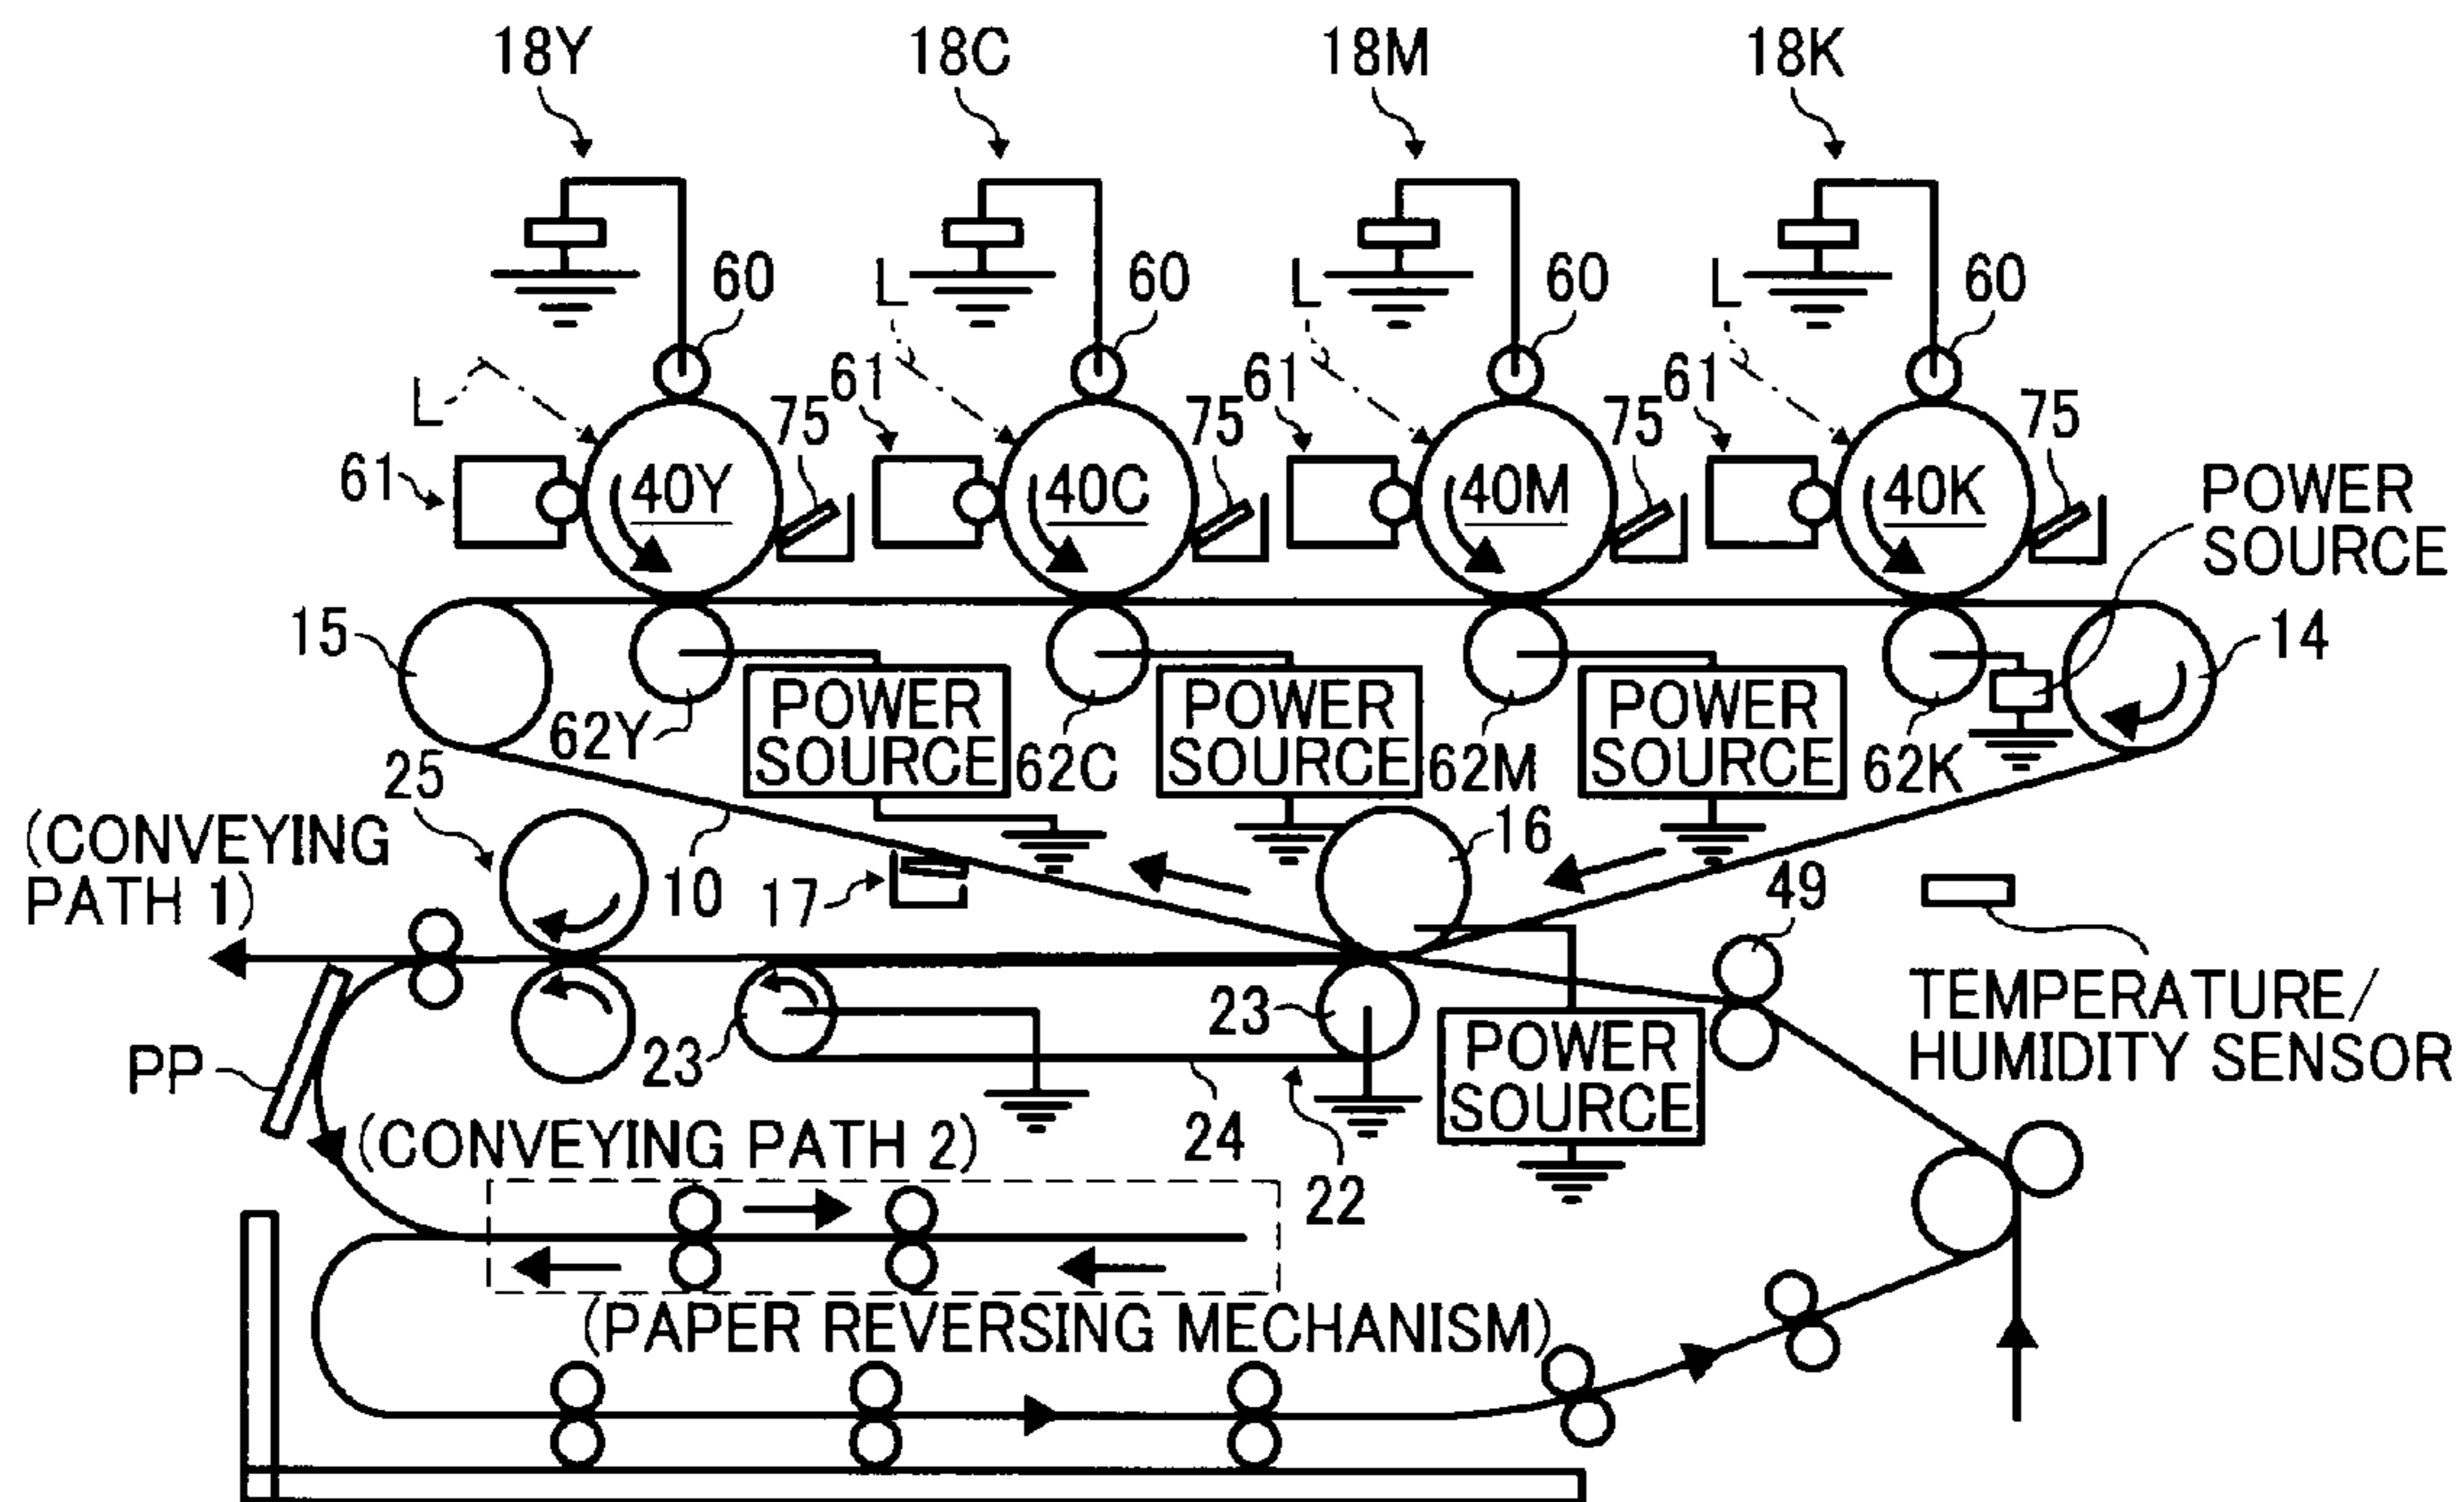 18Y
18C
18M
18K
60
L
60
L
60
L
60
L
61
61
61
75
75
75
75
61
40Y
40C
40M
40K
POWER
SOURCE
15
14
62Y
POWER
SOURCE
62C
POWER
SOURCE
62M
POWER
SOURCE
62K
25
16
(CONVEYING
PATH 1)
10
17
49
TEMPERATURE/
HUMIDITY SENSOR
PP
23
23
POWER
SOURCE
24
22
(CONVEYING PATH 2)
(PAPER REVERSING MECHANISM)